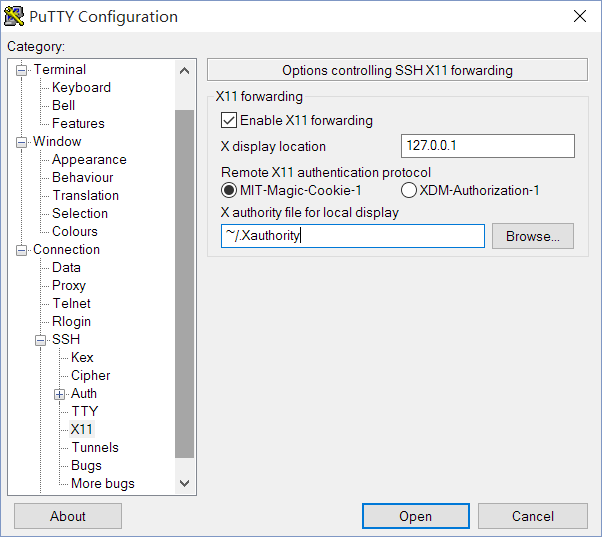 PuTTY Configuration
Category:
Terminal
Keyboard
Bell
Features
Window
Appearance
Behaviour
Translation
Selection
Colours
Connection
Data
Proxy
Telnet
Rlogin
SSH
Kex
Cipher
Auth
TTY
X11
Tunnels
Bugs
More bugs
Options controlling SSH X11 forwarding
X11 forwarding
Enable X11 forwarding
X display location 127.0.0.1
Remote X11 authentication protocol
MIT-Magic-Cookie-1 XDM-Authorization-1
X authority file for local display
~/.Xauthority Browse...
About Open Cancel